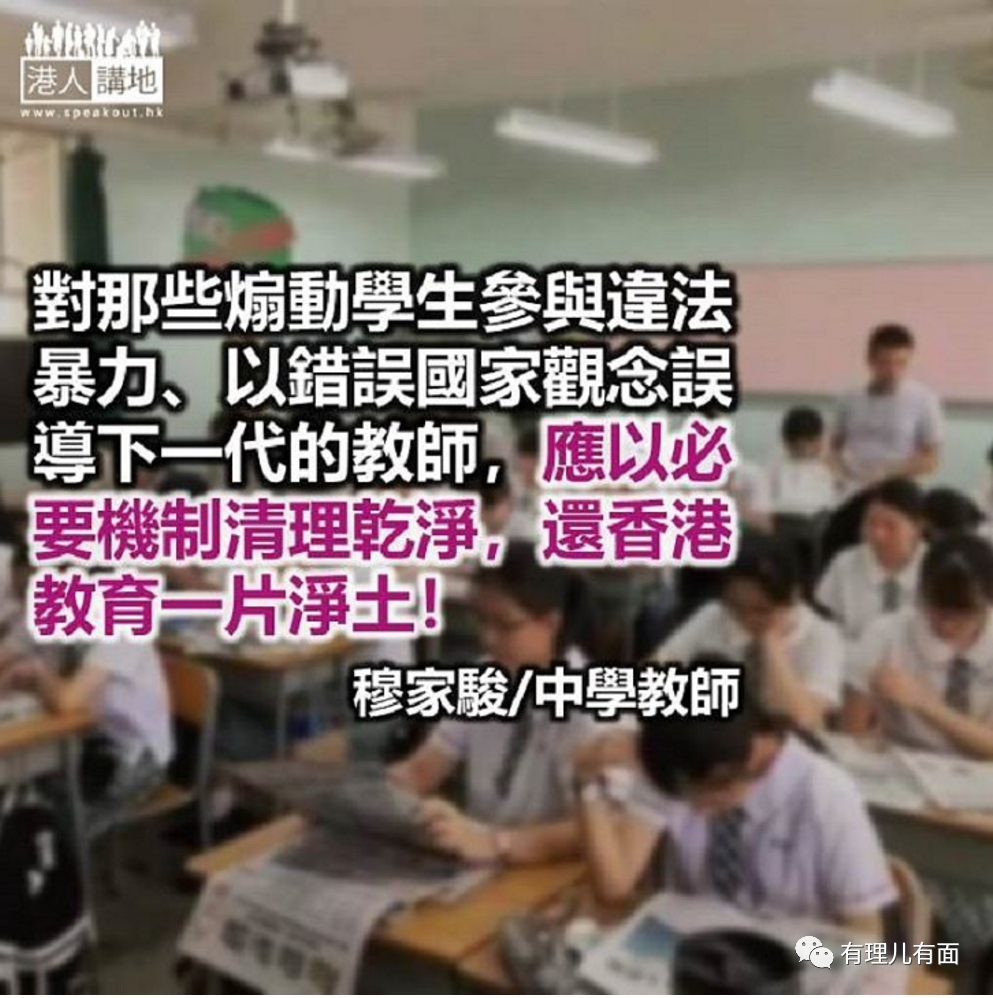 港人講地
www.speakout.hk
對那些煽動學生參與違法
暴力、以錯誤國家觀念誤
導下一代的教師，應以必
要機制清理乾淨，還香港
教育一片淨土！
穆家駿/中學教師
有理儿有面